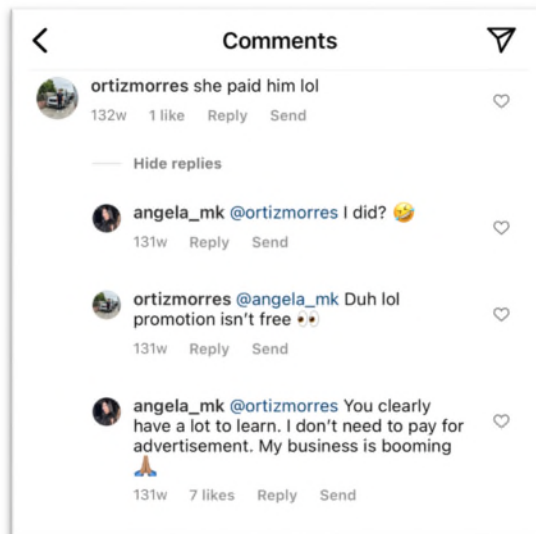 Comments
ortizmorres she paid him lol
132w 1 like Reply Send
Hide replies
angela_mk @ortizmorres I did? 🤣
131w Reply Send
ortizmorres @angela_mk Duh lol
promotion isn't free 👀
131w Reply Send
angela_mk @ortizmorres You clearly
have a lot to learn. I don't need to pay for
advertisement. My business is booming
🙏🏽
131w 7 likes Reply Send